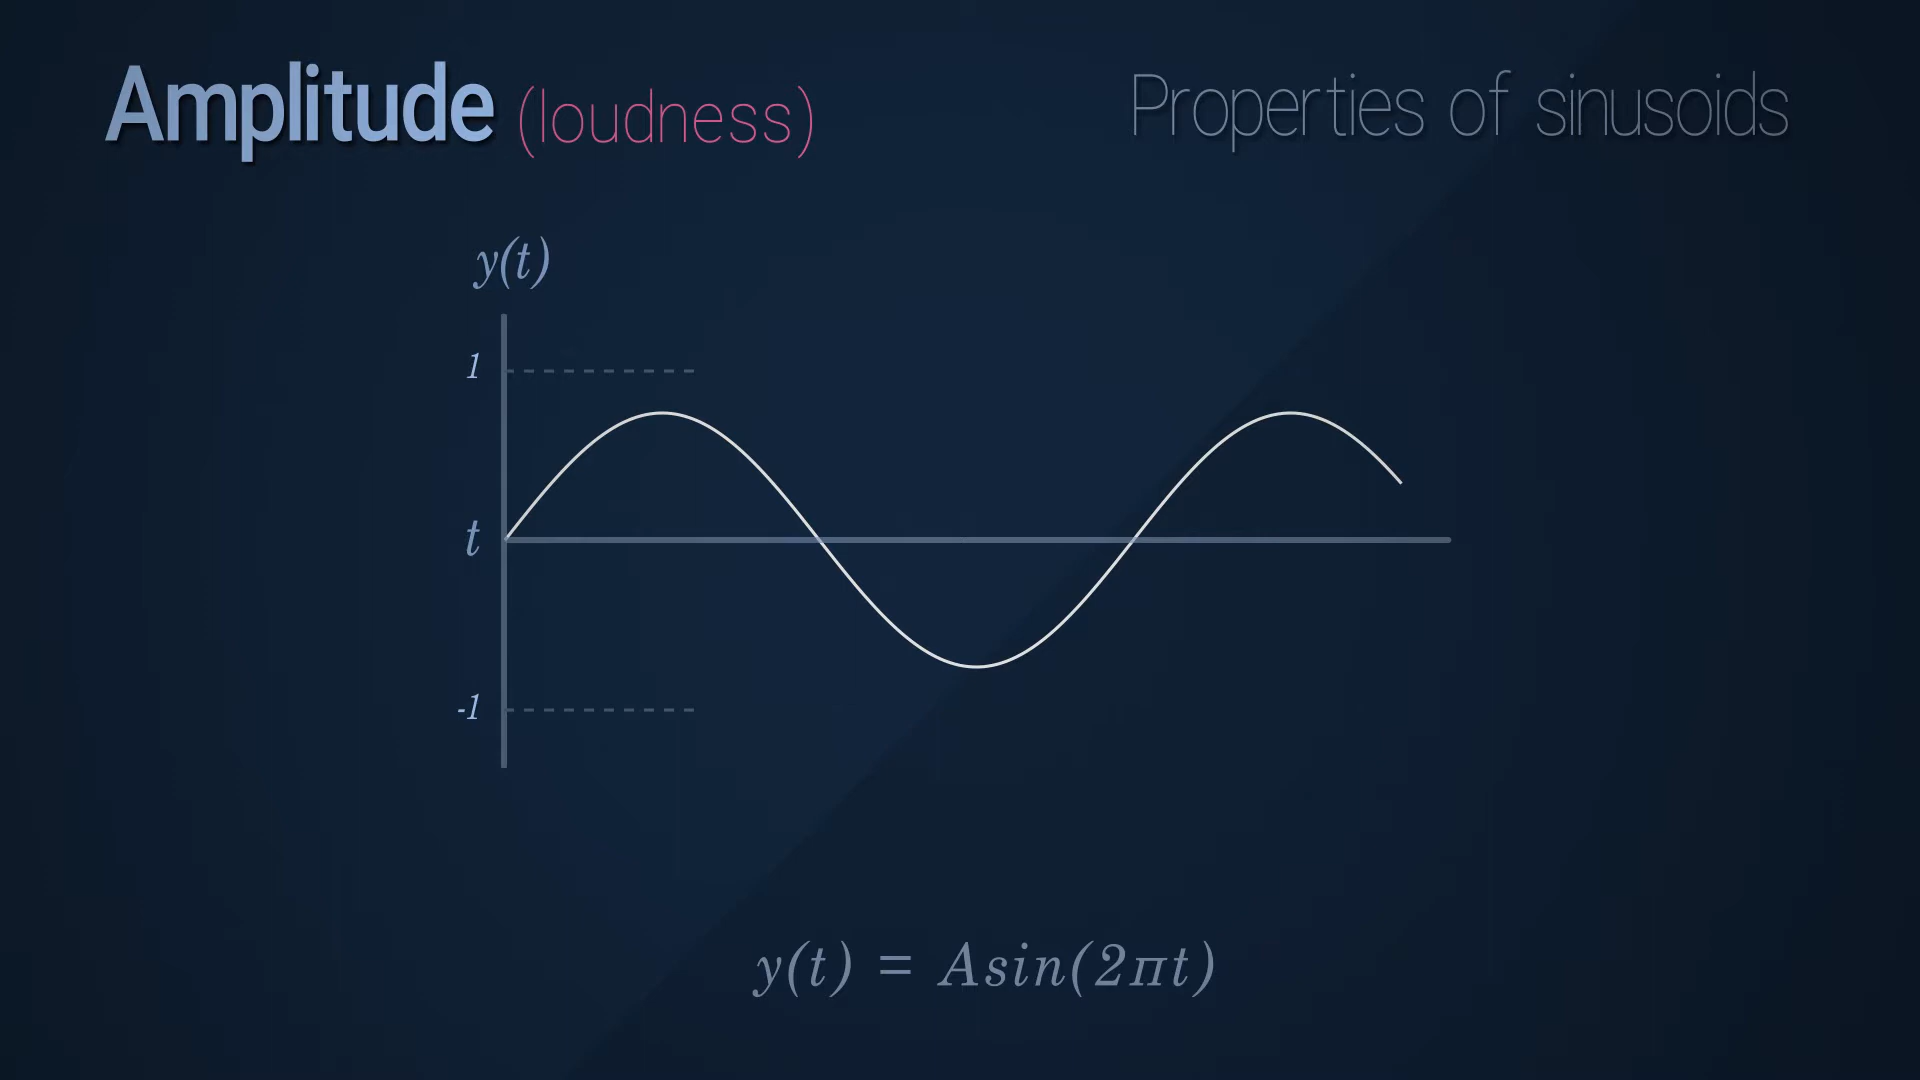 Amplitude (loudness)
Properties of sinusoids
y(t)
1
t
-1
y(t) = Asin(2πt)